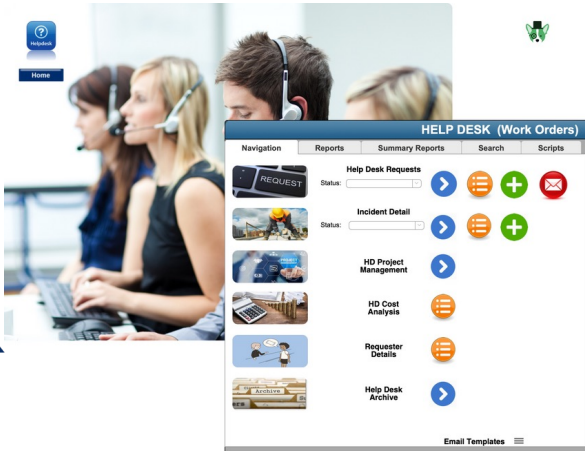 Helpdesk
Home
HELP DESK (Work Orders)
Navigation Reports Summary Reports Search Scripts
REQUEST
Help Desk Requests
Status:
Incident Detail
Status:
HD Project
Management
HD Cost
Analysis
Requester
Details
Archive
Help Desk
Archive
Email Templates